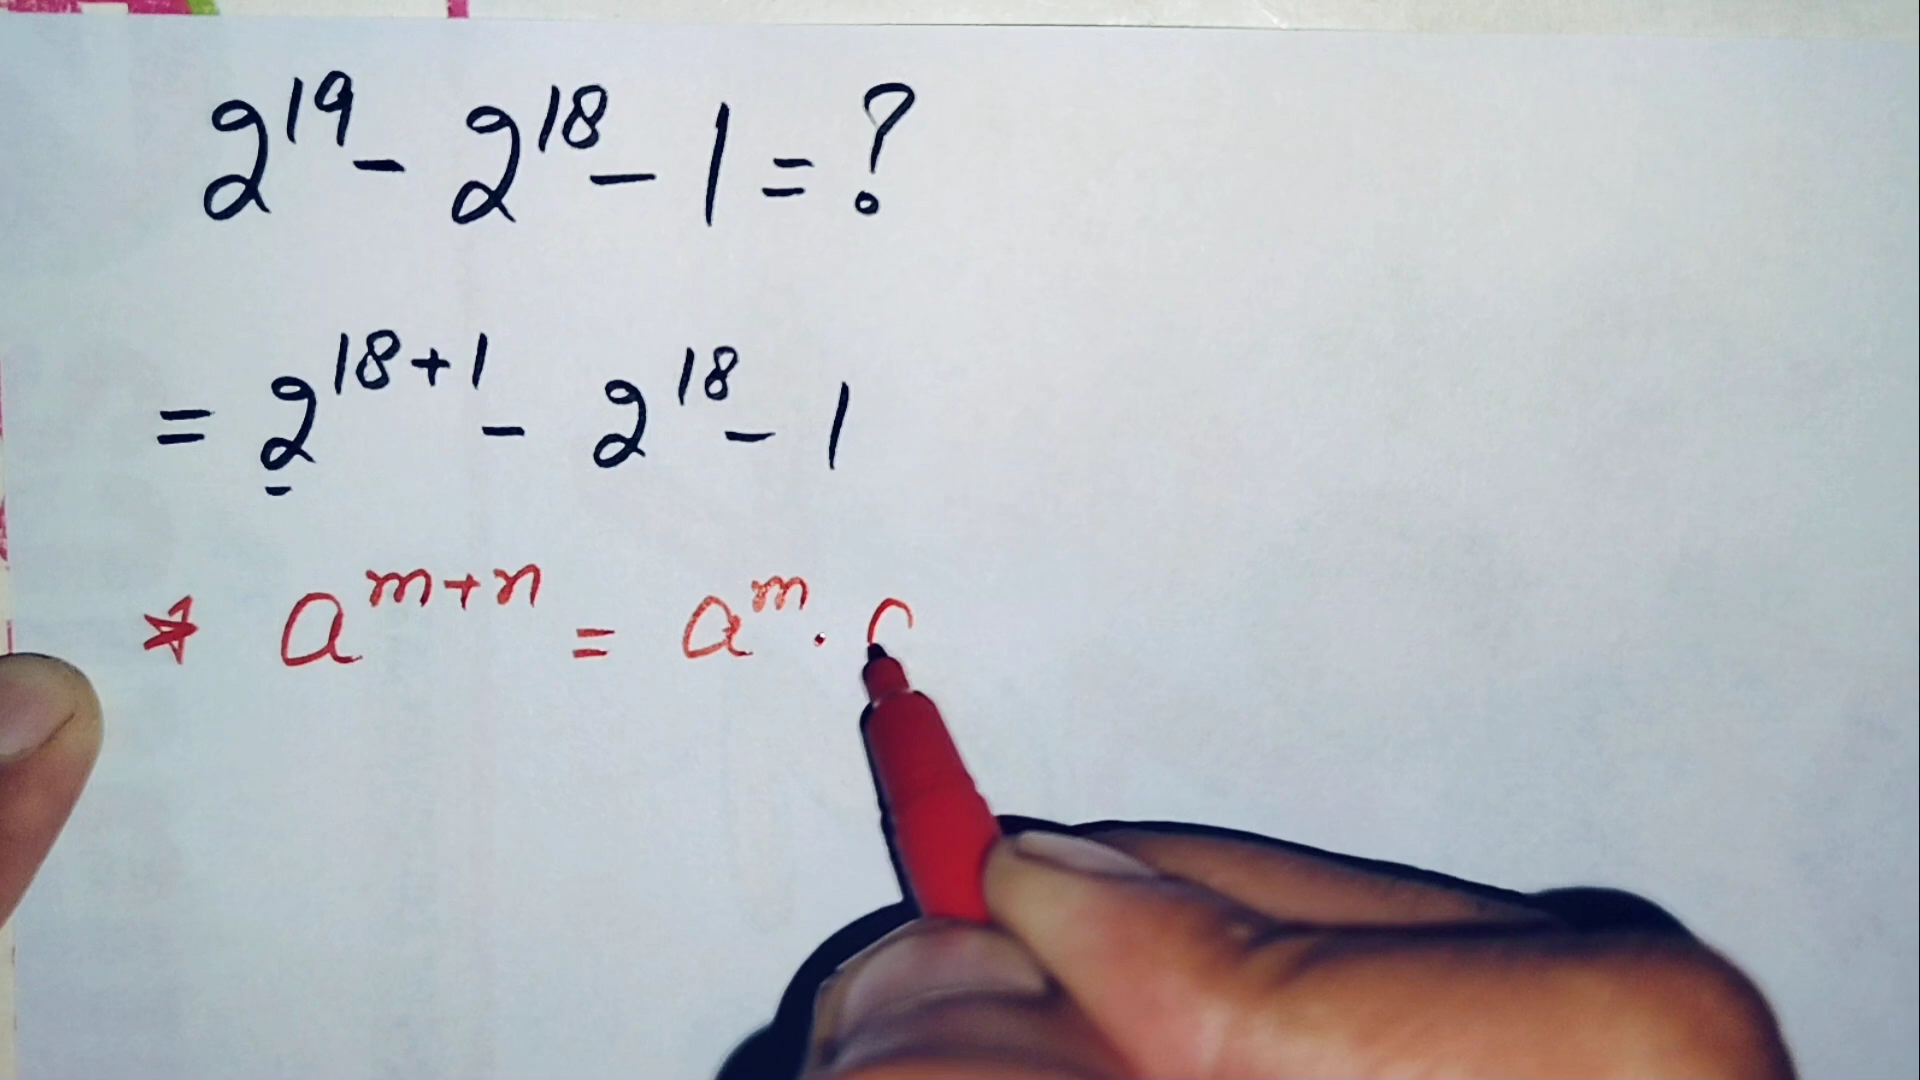 2^19 - 2^18 - 1 = ?
= 2^18+1 - 2^18 - 1
* a^m+n = a^m ·